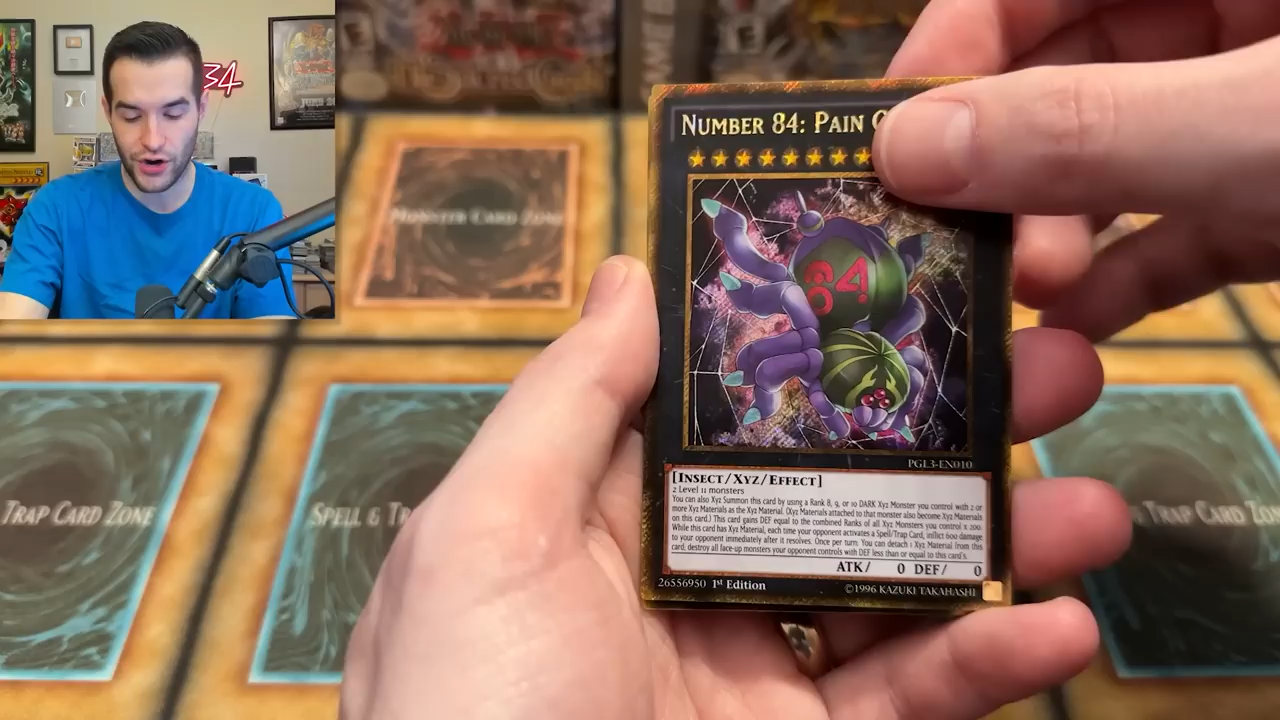 34
NUMBER 84: PAIN
84
PGL3-EN010
[INSECT/XYZ/EFFECT]
2 Level 11 monsters
You can also Xyz Summon this card by using a Rank 8, 9, or 10 DARK Xyz Monster you control with 2 or
more Xyz Materials as the Xyz Material. (Xyz Materials attached to that monster also become Xyz Materials
on this card.) This card gains DEF equal to the combined Ranks of all Xyz Monsters you control x 200.
While this card has Xyz Material, each time your opponent activates a Spell/Trap Card, inflict 600 damage
to your opponent immediately after it resolves. Once per turn: You can detach 1 Xyz Material from this
card; destroy all face-up monsters your opponent controls with DEF less than or equal to this card's.
ATK/ 0 DEF/ 0
26556950 1st Edition ©1996 KAZUKI TAKAHASHI
MONSTER CARD ZONE
TRAP CARD ZONE
SPELL & TR
TRAP CARD ZON